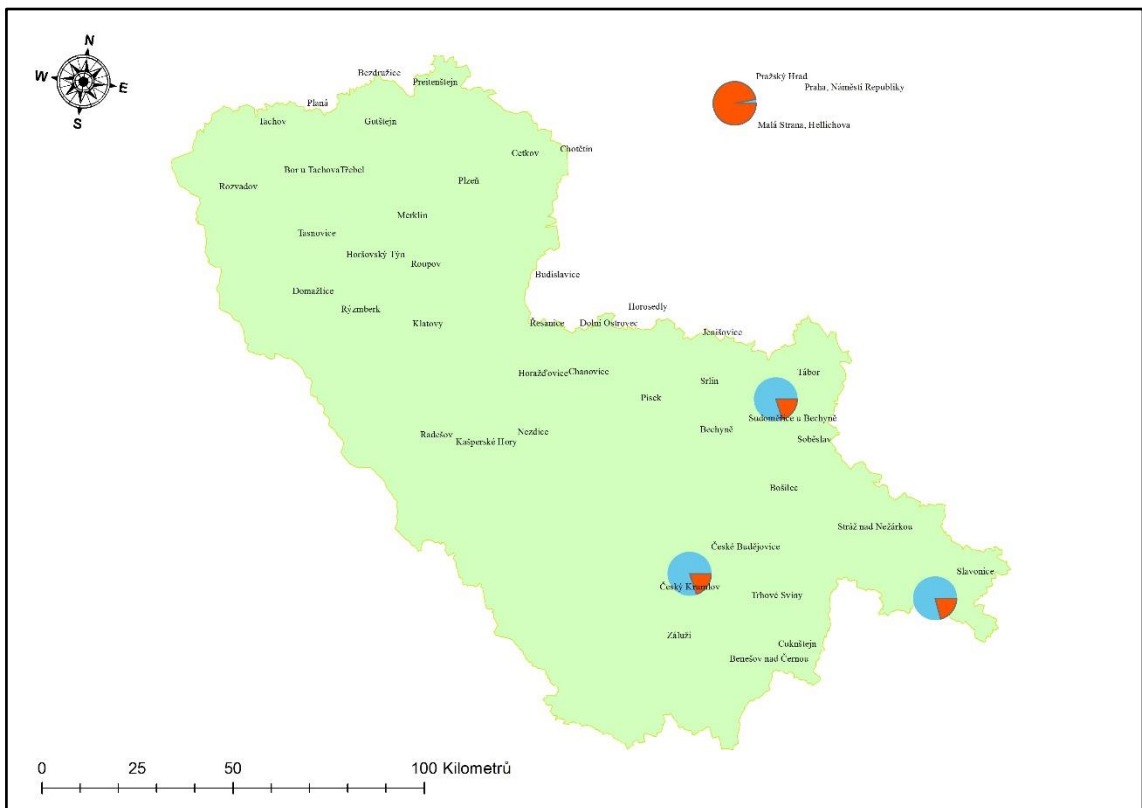 N
W
E
S
Bezdružice
Preitenštejn
Pražský Hrad
Praha, Náměstí Republiky
Planá
Tachov
Gutštejn
Malá Strana, Hellichova
Cetkov
Chotětín
Bor u Tachova
Třebel
Plzeň
Rozvadov
Merklín
Tasnovice
Horšovský Týn
Roupov
Budislavice
Domažlice
Rýzmberk
Horosedly
Klatovy
Řesanice
Dolní Ostrovec
Jenišovice
Horažďovice
Chanovice
Tábor
Srlín
Písek
Sudoměřice u Bechyně
Bechyně
Radešov
Kašperské Hory
Nezdice
Soběslav
Bošilec
Stráž nad Nežárkou
České Budějovice
Slavonice
Český Krumlov
Trhové Sviny
Záluží
Cuknštejn
Benešov nad Černou
0 25 50 100 Kilometrů